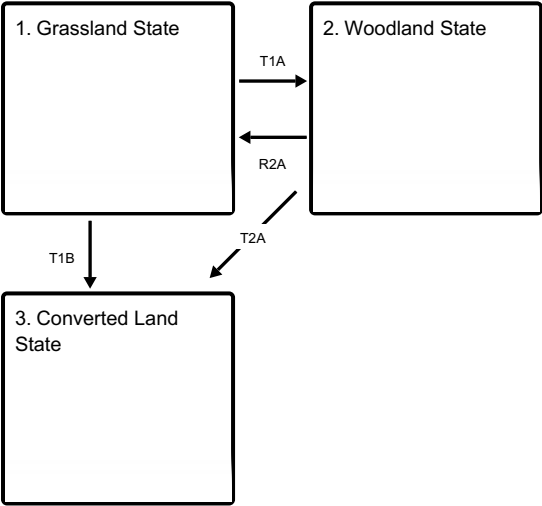 1. Grassland State
2. Woodland State
T1A
R2A
T2A
T1B
3. Converted Land
State